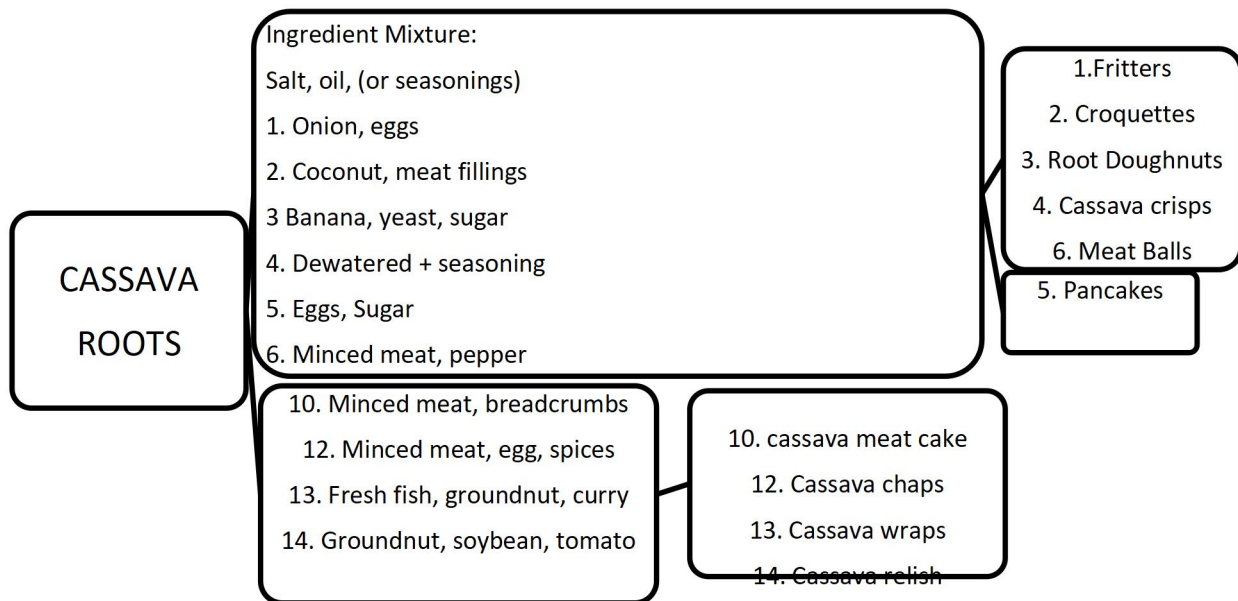 CASSAVA
ROOTS
Ingredient Mixture:
Salt, oil, (or seasonings)
1. Onion, eggs
2. Coconut, meat fillings
3 Banana, yeast, sugar
4. Dewatered + seasoning
5. Eggs, Sugar
6. Minced meat, pepper
1.Fritters
2. Croquettes
3. Root Doughnuts
4. Cassava crisps
6. Meat Balls
5. Pancakes
10. Minced meat, breadcrumbs
12. Minced meat, egg, spices
13. Fresh fish, groundnut, curry
14. Groundnut, soybean, tomato
10. cassava meat cake
12. Cassava chaps
13. Cassava wraps
14. Cassava relish